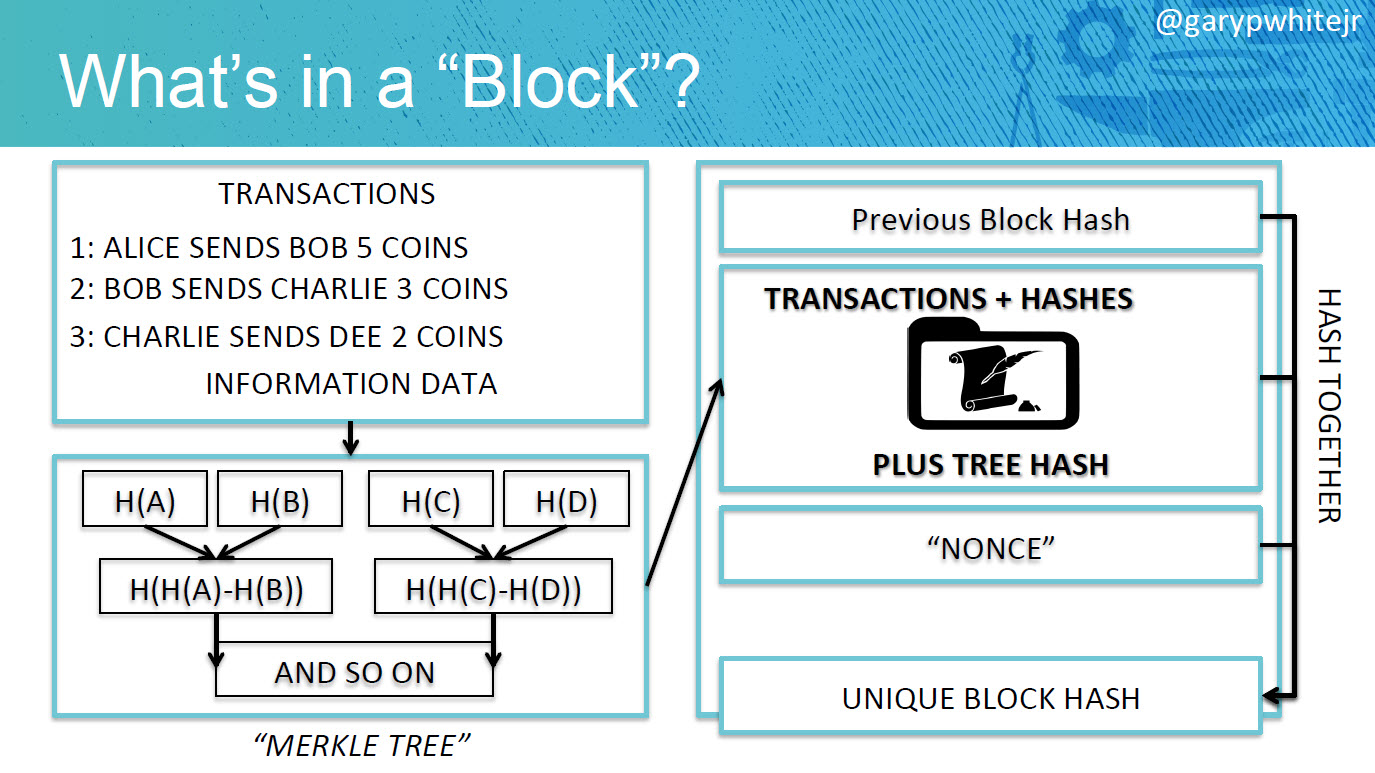 @garypwhitejr
What’s in a “Block”?
TRANSACTIONS
1: ALICE SENDS BOB 5 COINS
2: BOB SENDS CHARLIE 3 COINS
3: CHARLIE SENDS DEE 2 COINS
INFORMATION DATA
H(A) H(B) H(C) H(D)
H(H(A)-H(B)) H(H(C)-H(D))
AND SO ON
“MERKLE TREE”
Previous Block Hash
TRANSACTIONS + HASHES
PLUS TREE HASH
“NONCE”
UNIQUE BLOCK HASH
HASH TOGETHER